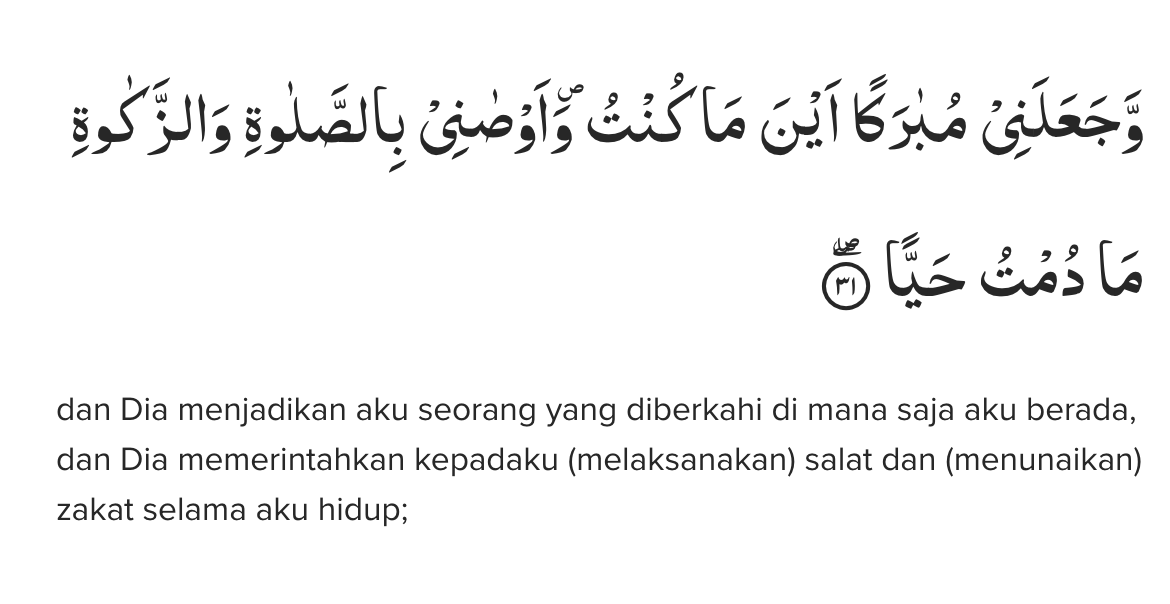 وَّجَعَلَنِيْ مُبٰرَكًا اَيْنَ مَا كُنْتُۖ وَاَوْصٰنِيْ بِالصَّلٰوةِ وَالزَّكٰوةِ
مَا دُمْتُ حَيًّا ۖ ٣١
dan Dia menjadikan aku seorang yang diberkahi di mana saja aku berada,
dan Dia memerintahkan kepadaku (melaksanakan) salat dan (menunaikan)
zakat selama aku hidup;